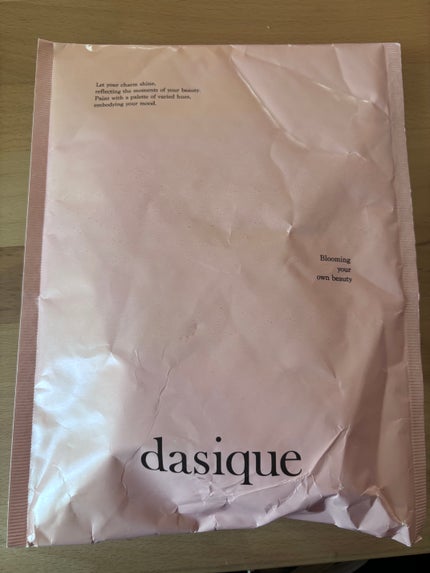 Let your charm shine,
reflecting the moments of your beauty.
Paint with a palette of varied hues,
embodying your mood.
Blooming
your
own beauty
dasique